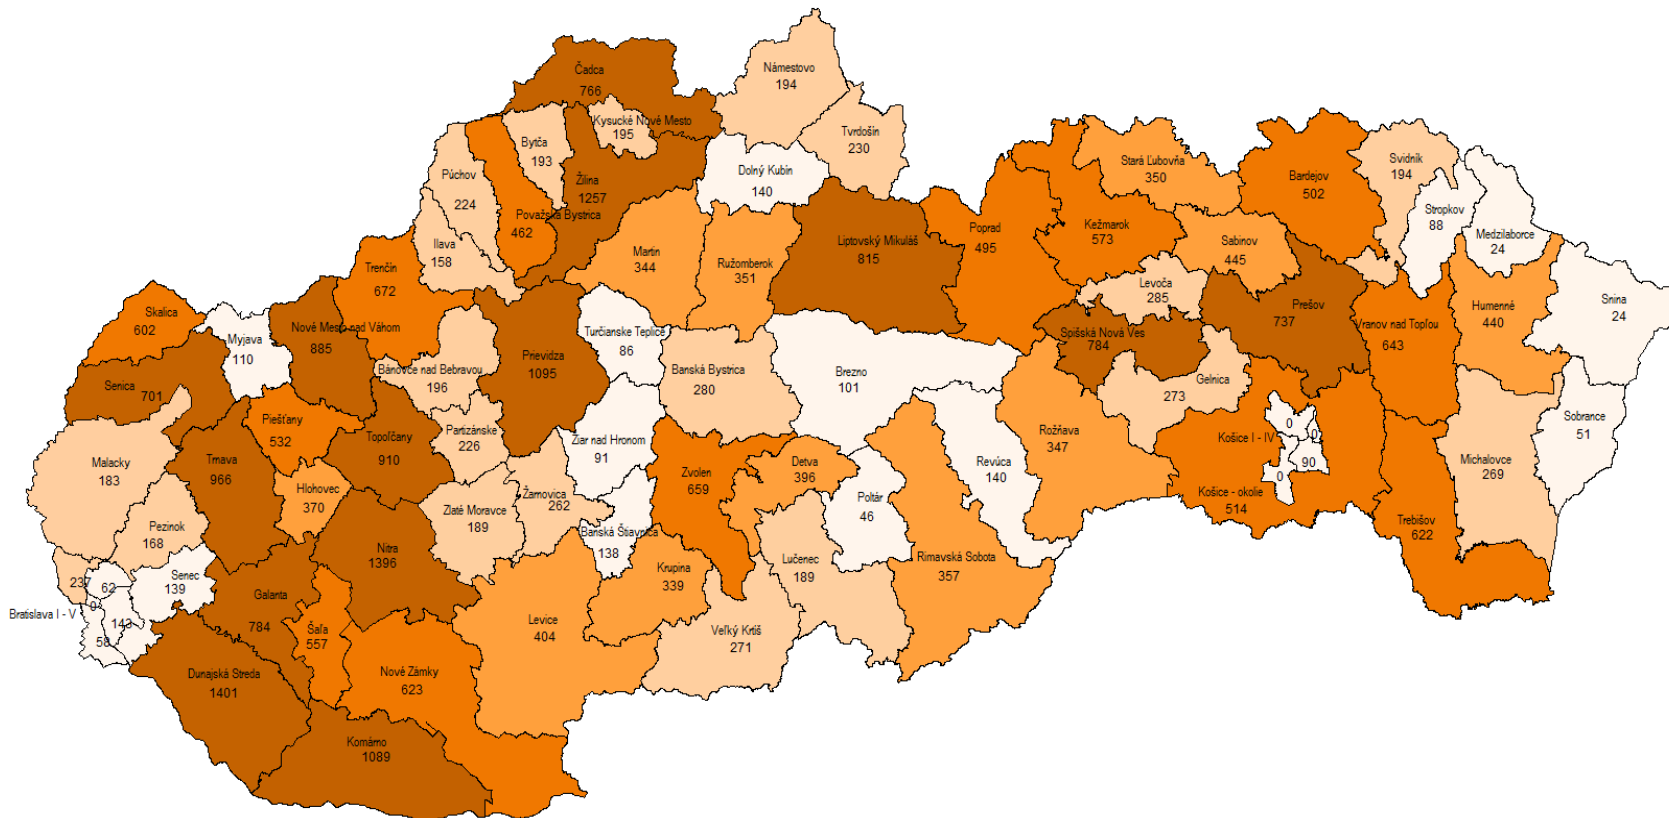 Čadca
766
Námestovo
194
Kysucké Nové Mesto
195
Tvrdošín
230
Bytča
193
Dolný Kubín
140
Púchov
224
Žilina
1257
Považská Bystrica
462
Ilava
158
Stará Ľubovňa
350
Bardejov
502
Svidník
194
Stropkov
88
Medzilaborce
24
Kežmarok
573
Poprad
495
Sabinov
445
Liptovský Mikuláš
815
Martin
344
Ružomberok
351
Trenčín
672
Levoča
285
Prešov
737
Vranov nad Topľou
643
Humenné
440
Snina
24
Skalica
602
Myjava
110
Nové Mesto nad Váhom
885
Turčianske Teplice
86
Spišská Nová Ves
784
Prievidza
1095
Bánovce nad Bebravou
196
Banská Bystrica
280
Brezno
101
Gelnica
273
Senica
701
Piešťany
532
Topoľčany
910
Partizánske
226
Žiar nad Hronom
91
Rožňava
347
Košice I - IV
0
0
90
0
Sobrance
51
Malacky
183
Trnava
966
Hlohovec
370
Zvolen
659
Detva
396
Revúca
140
Michalovce
269
Poltár
46
Žarnovica
262
Zlaté Moravce
189
Košice - okolie
514
Trebišov
622
Pezinok
168
Nitra
1396
Banská Štiavnica
138
Lučenec
189
Rimavská Sobota
357
Krupina
339
Senec
139
237
62
0
Bratislava I - V
143
58
Galanta
784
Šaľa
557
Levice
404
Veľký Krtíš
271
Dunajská Streda
1401
Nové Zámky
623
Komárno
1089